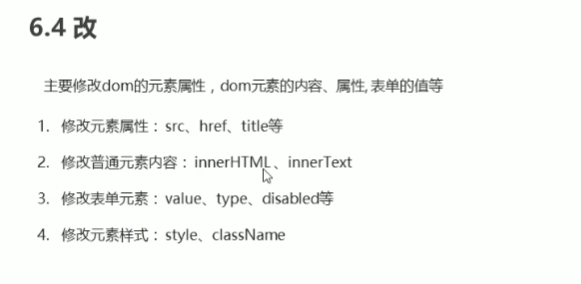 6.4 改
主要修改dom的元素属性，dom元素的内容、属性, 表单的值等
1. 修改元素属性：src、href、title等
2. 修改普通元素内容：innerHTML、innerText
3. 修改表单元素：value、type、disabled等
4. 修改元素样式：style、className